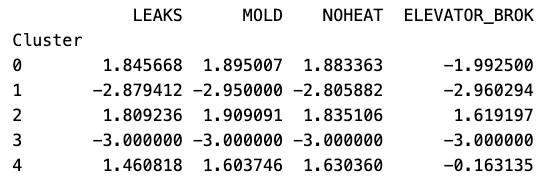 LEAKS MOLD NOHEAT ELEVATOR_BROK
Cluster
0 1.845668 1.895007 1.883363 -1.992500
1 -2.879412 -2.950000 -2.805882 -2.960294
2 1.809236 1.909091 1.835106 1.619197
3 -3.000000 -3.000000 -3.000000 -3.000000
4 1.460818 1.603746 1.630360 -0.163135